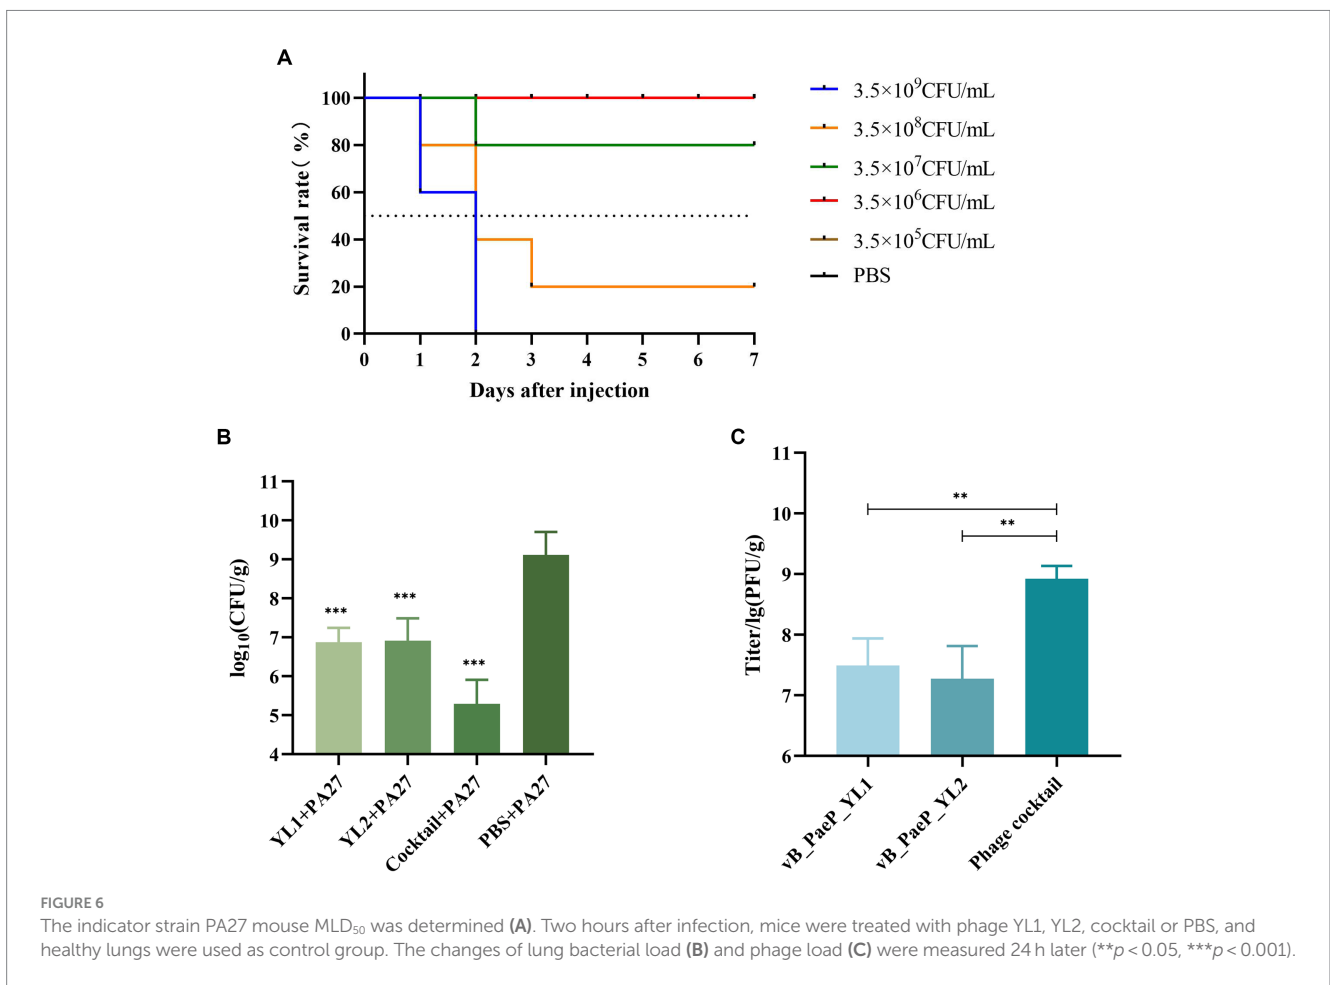 A
Survival rate( %)
100
80
60
40
20
0
0 1 2 3 4 5 6 7
Days after injection
3.5×10⁹CFU/mL
3.5×10⁸CFU/mL
3.5×10⁷CFU/mL
3.5×10⁶CFU/mL
3.5×10⁵CFU/mL
PBS
B
log₁₀(CFU/g)
11
10
9
8
7
6
5
4
***
***
***
YL1+PA27
YL2+PA27
Cocktail+PA27
PBS+PA27
C
Titer/lg(PFU/g)
11
10
9
8
7
6
**
**
vB_PaeP_YL1
vB_PaeP_YL2
Phage cocktail
FIGURE 6
The indicator strain PA27 mouse MLD₅₀ was determined (A). Two hours after infection, mice were treated with phage YL1, YL2, cocktail or PBS, and
healthy lungs were used as control group. The changes of lung bacterial load (B) and phage load (C) were measured 24 h later (**p < 0.05, ***p < 0.001).